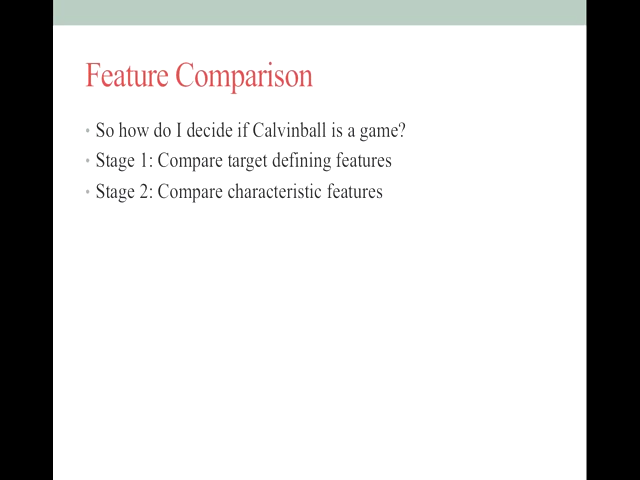 Feature Comparison
• So how do I decide if Calvinball is a game?
• Stage 1: Compare target defining features
• Stage 2: Compare characteristic features